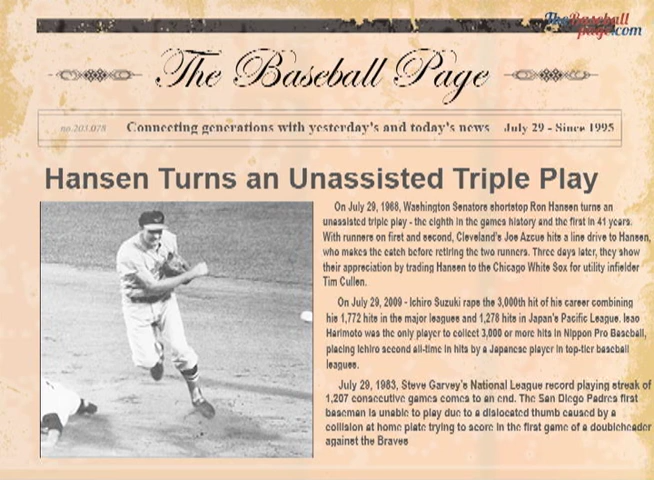 TheBaseball
page.com
The Baseball Page
no.203.078 Connecting generations with yesterday's and today's news July 29 - Since 1995
Hansen Turns an Unassisted Triple Play
On July 29, 1968, Washington Senators shortstop Ron Hansen turns an
unassisted triple play - the eighth in the games history and the first in 41 years.
With runners on first and second, Cleveland's Joe Azcue hits a line drive to Hansen,
who makes the catch before retiring the two runners. Three days later, they show
their appreciation by trading Hansen to the Chicago White Sox for utility infielder
Tim Cullen.
On July 29, 2009 - Ichiro Suzuki raps the 3,000th hit of his career combining
his 1,772 hits in the major leagues and 1,278 hits in Japan's Pacific League. Isao
Harimoto was the only player to collect 3,000 or more hits in Nippon Pro Baseball,
placing Ichiro second all-time in hits by a Japanese player in top-tier baseball
leagues.
July 29, 1983, Steve Garvey's National League record playing streak of
1,207 consecutive games comes to an end. The San Diego Padres first
baseman is unable to play due to a dislocated thumb caused by a
collision at home plate trying to score in the first game of a doubleheader
against the Braves